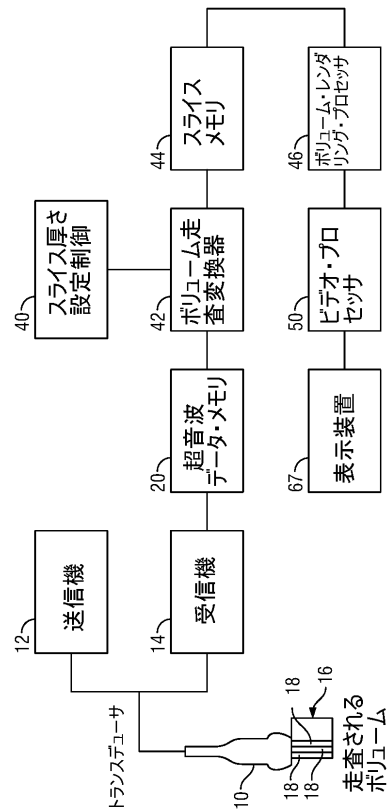 トランスデューサ
10
18
18
18
16
走査される
ボリューム
12
送信機
14
受信機
20
超音波
データ・メモリ
40
スライス厚さ
設定制御
42
ボリューム走
査変換器
44
スライス
メモリ
46
ボリューム・レンダ
リング・プロセッサ
50
ビデオ・プロ
セッサ
67
表示装置